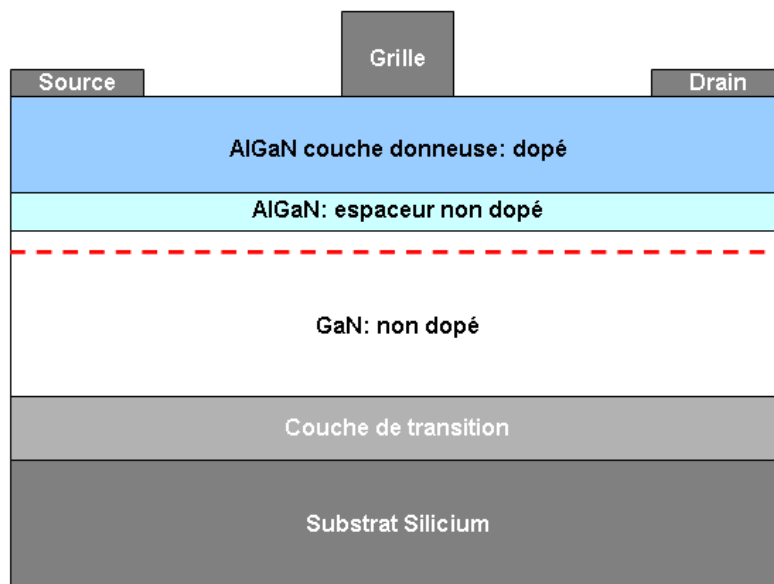 Grille
Source
Drain
AlGaN couche donneuse: dopé
AlGaN: espaceur non dopé
GaN: non dopé
Couche de transition
Substrat Silicium